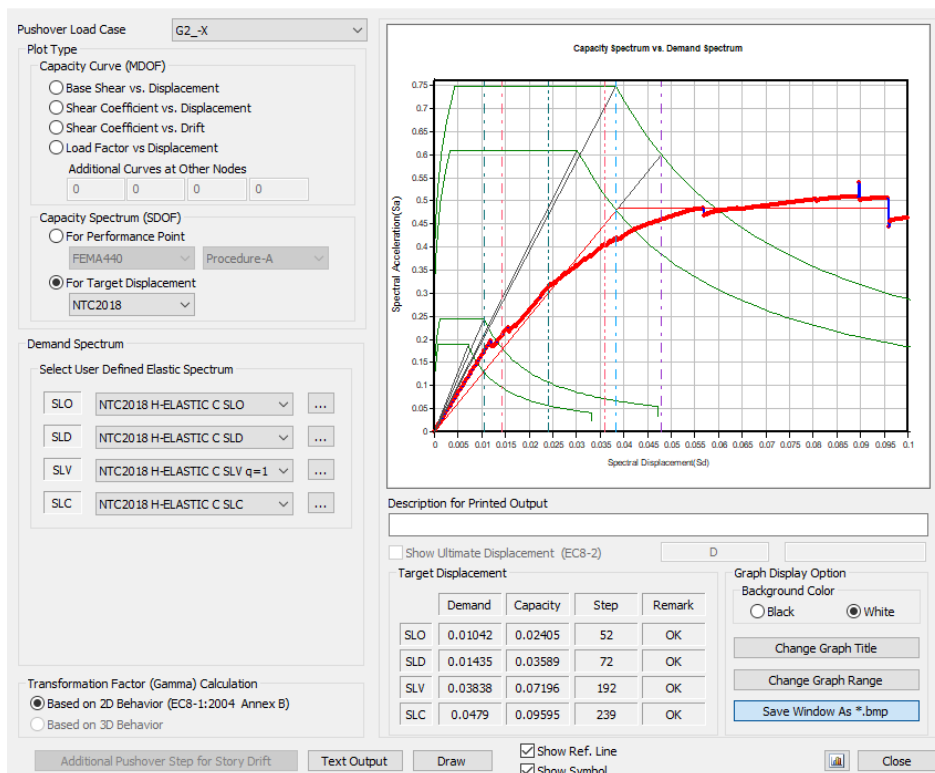 Pushover Load Case
G2_-X
Plot Type
Capacity Curve (MDOF)
Base Shear vs. Displacement
Shear Coefficient vs. Displacement
Shear Coefficient vs. Drift
Load Factor vs Displacement
Additional Curves at Other Nodes
0 0 0 0
Capacity Spectrum (SDOF)
For Performance Point
FEMA440 Procedure-A
For Target Displacement
NTC2018
Demand Spectrum
Select User Defined Elastic Spectrum
SLO NTC2018 H-ELASTIC C SLO ...
SLD NTC2018 H-ELASTIC C SLD ...
SLV NTC2018 H-ELASTIC C SLV q=1 ...
SLC NTC2018 H-ELASTIC C SLC ...
Transformation Factor (Gamma) Calculation
Based on 2D Behavior (EC8-1:2004 Annex B)
Based on 3D Behavior
Capacity Spectrum vs. Demand Spectrum
Spectral Acceleration(Sa)
0.75
0.7
0.65
0.6
0.55
0.5
0.45
0.4
0.35
0.3
0.25
0.2
0.15
0.1
0.05
0
0 0.005 0.01 0.015 0.02 0.025 0.03 0.035 0.04 0.045 0.05 0.055 0.06 0.065 0.07 0.075 0.08 0.085 0.09 0.095 0.1
Spectral Displacement(Sd)
Description for Printed Output
Show Ultimate Displacement (EC8-2) D
Target Displacement
Demand Capacity Step Remark
SLO 0.01042 0.02405 52 OK
SLD 0.01435 0.03589 72 OK
SLV 0.03838 0.07196 192 OK
SLC 0.0479 0.09595 239 OK
Graph Display Option
Background Color
Black White
Change Graph Title
Change Graph Range
Save Window As *.bmp
Additional Pushover Step for Story Drift Text Output Draw
Show Ref. Line
Show Symbol
Close